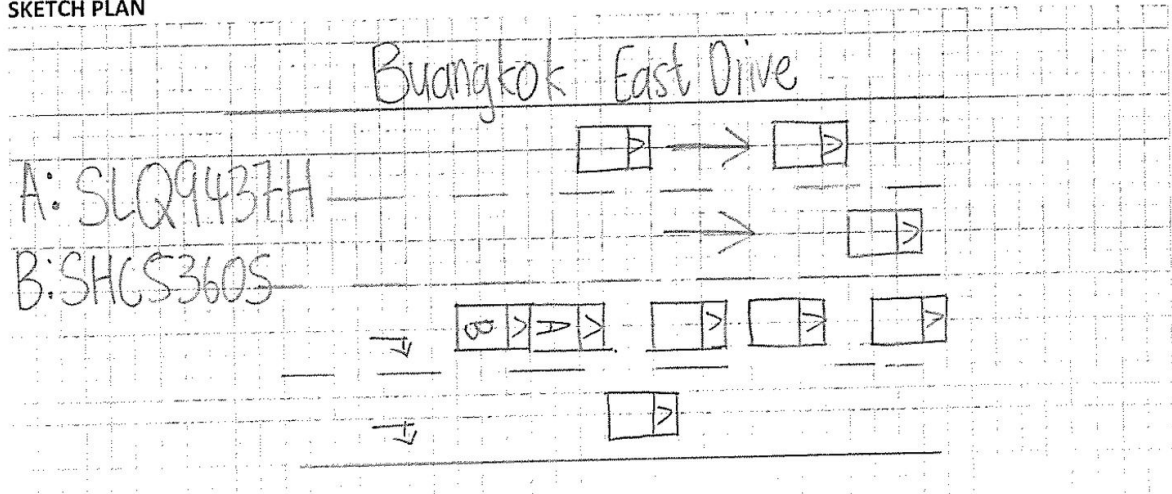 SKETCH PLAN
Buangkok East Drive
A: SLQ9437H
B: SHC5360S
B A